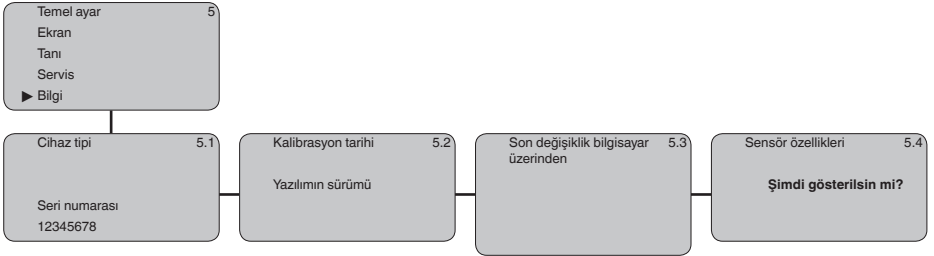 Temel ayar 5
Ekran
Tanı
Servis
▶ Bilgi
Cihaz tipi 5.1
Seri numarası
12345678
Kalibrasyon tarihi 5.2
Yazılımın sürümü
Son değişiklik bilgisayar 5.3
üzerinden
Sensör özellikleri 5.4
Şimdi gösterilsin mi?